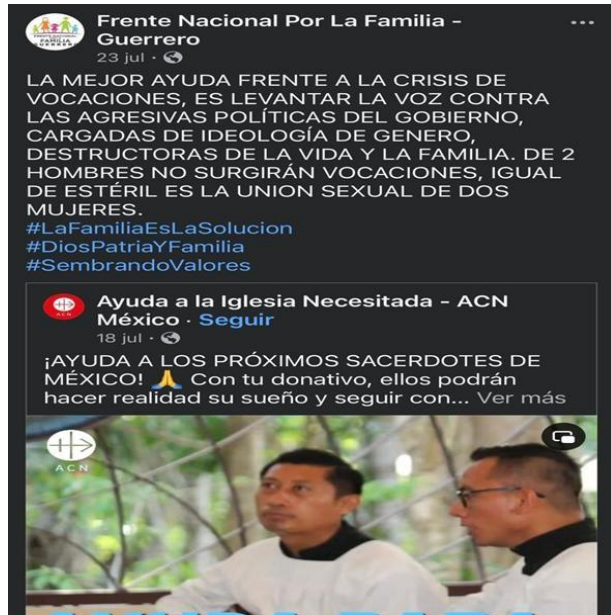 Frente Nacional Por La Familia -
Guerrero
23 jul ·
LA MEJOR AYUDA FRENTE A LA CRISIS DE
VOCACIONES, ES LEVANTAR LA VOZ CONTRA
LAS AGRESIVAS POLÍTICAS DEL GOBIERNO,
CARGADAS DE IDEOLOGÍA DE GENERO,
DESTRUCTORAS DE LA VIDA Y LA FAMILIA. DE 2
HOMBRES NO SURGIRÁN VOCACIONES, IGUAL
DE ESTÉRIL ES LA UNION SEXUAL DE DOS
MUJERES.
#LaFamiliaEsLaSolucion
#DiosPatriaYFamilia
#SembrandoValores
Ayuda a la Iglesia Necesitada - ACN
México · Seguir
18 jul ·
¡AYUDA A LOS PRÓXIMOS SACERDOTES DE
MÉXICO! 🙏 Con tu donativo, ellos podrán
hacer realidad su sueño y seguir con... Ver más
ACN